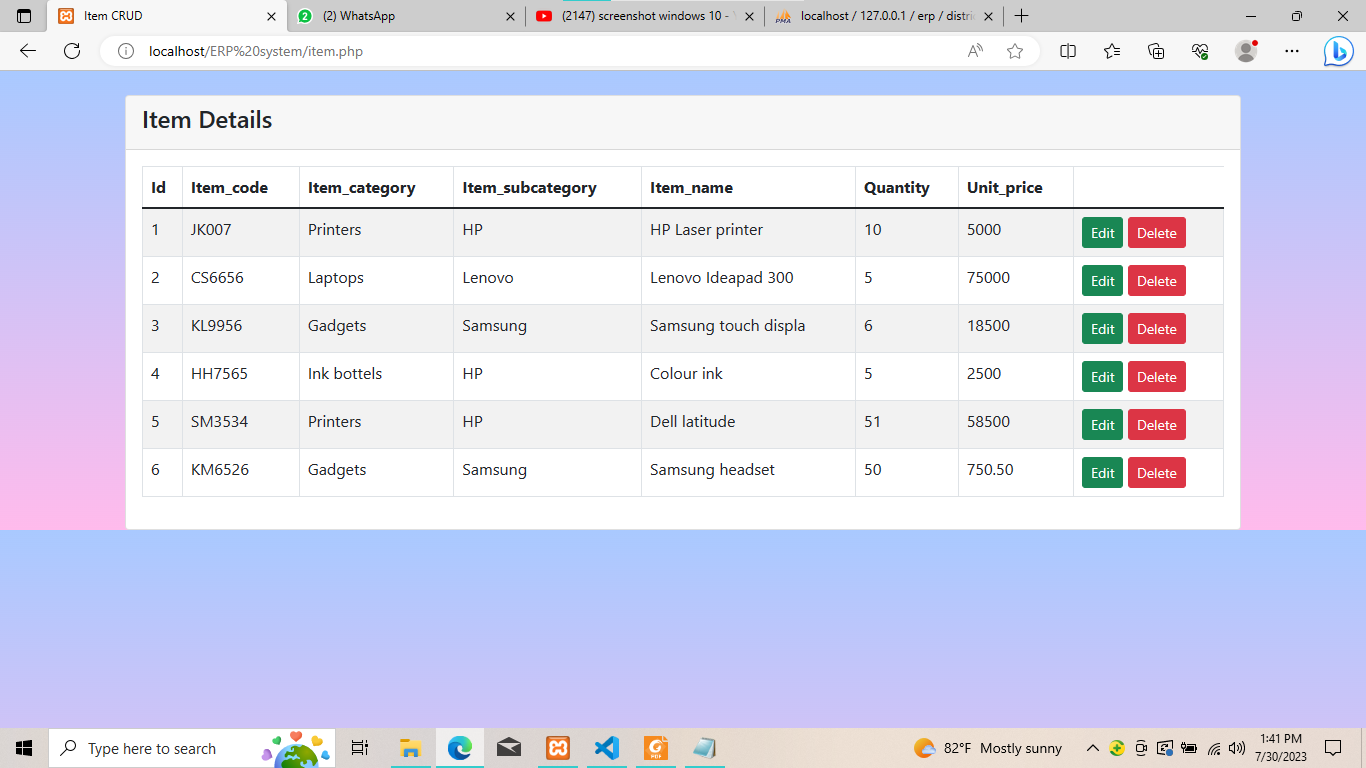 Item CRUD
(2) WhatsApp
(2147) screenshot windows 10 -
localhost / 127.0.0.1 / erp / distri
localhost/ERP%20system/item.php
Item Details
Id Item_code Item_category Item_subcategory Item_name Quantity Unit_price
1 JK007 Printers HP HP Laser printer 10 5000 Edit Delete
2 CS6656 Laptops Lenovo Lenovo Ideapad 300 5 75000 Edit Delete
3 KL9956 Gadgets Samsung Samsung touch displa 6 18500 Edit Delete
4 HH7565 Ink bottels HP Colour ink 5 2500 Edit Delete
5 SM3534 Printers HP Dell latitude 51 58500 Edit Delete
6 KM6526 Gadgets Samsung Samsung headset 50 750.50 Edit Delete
Type here to search
82°F Mostly sunny
1:41 PM
7/30/2023